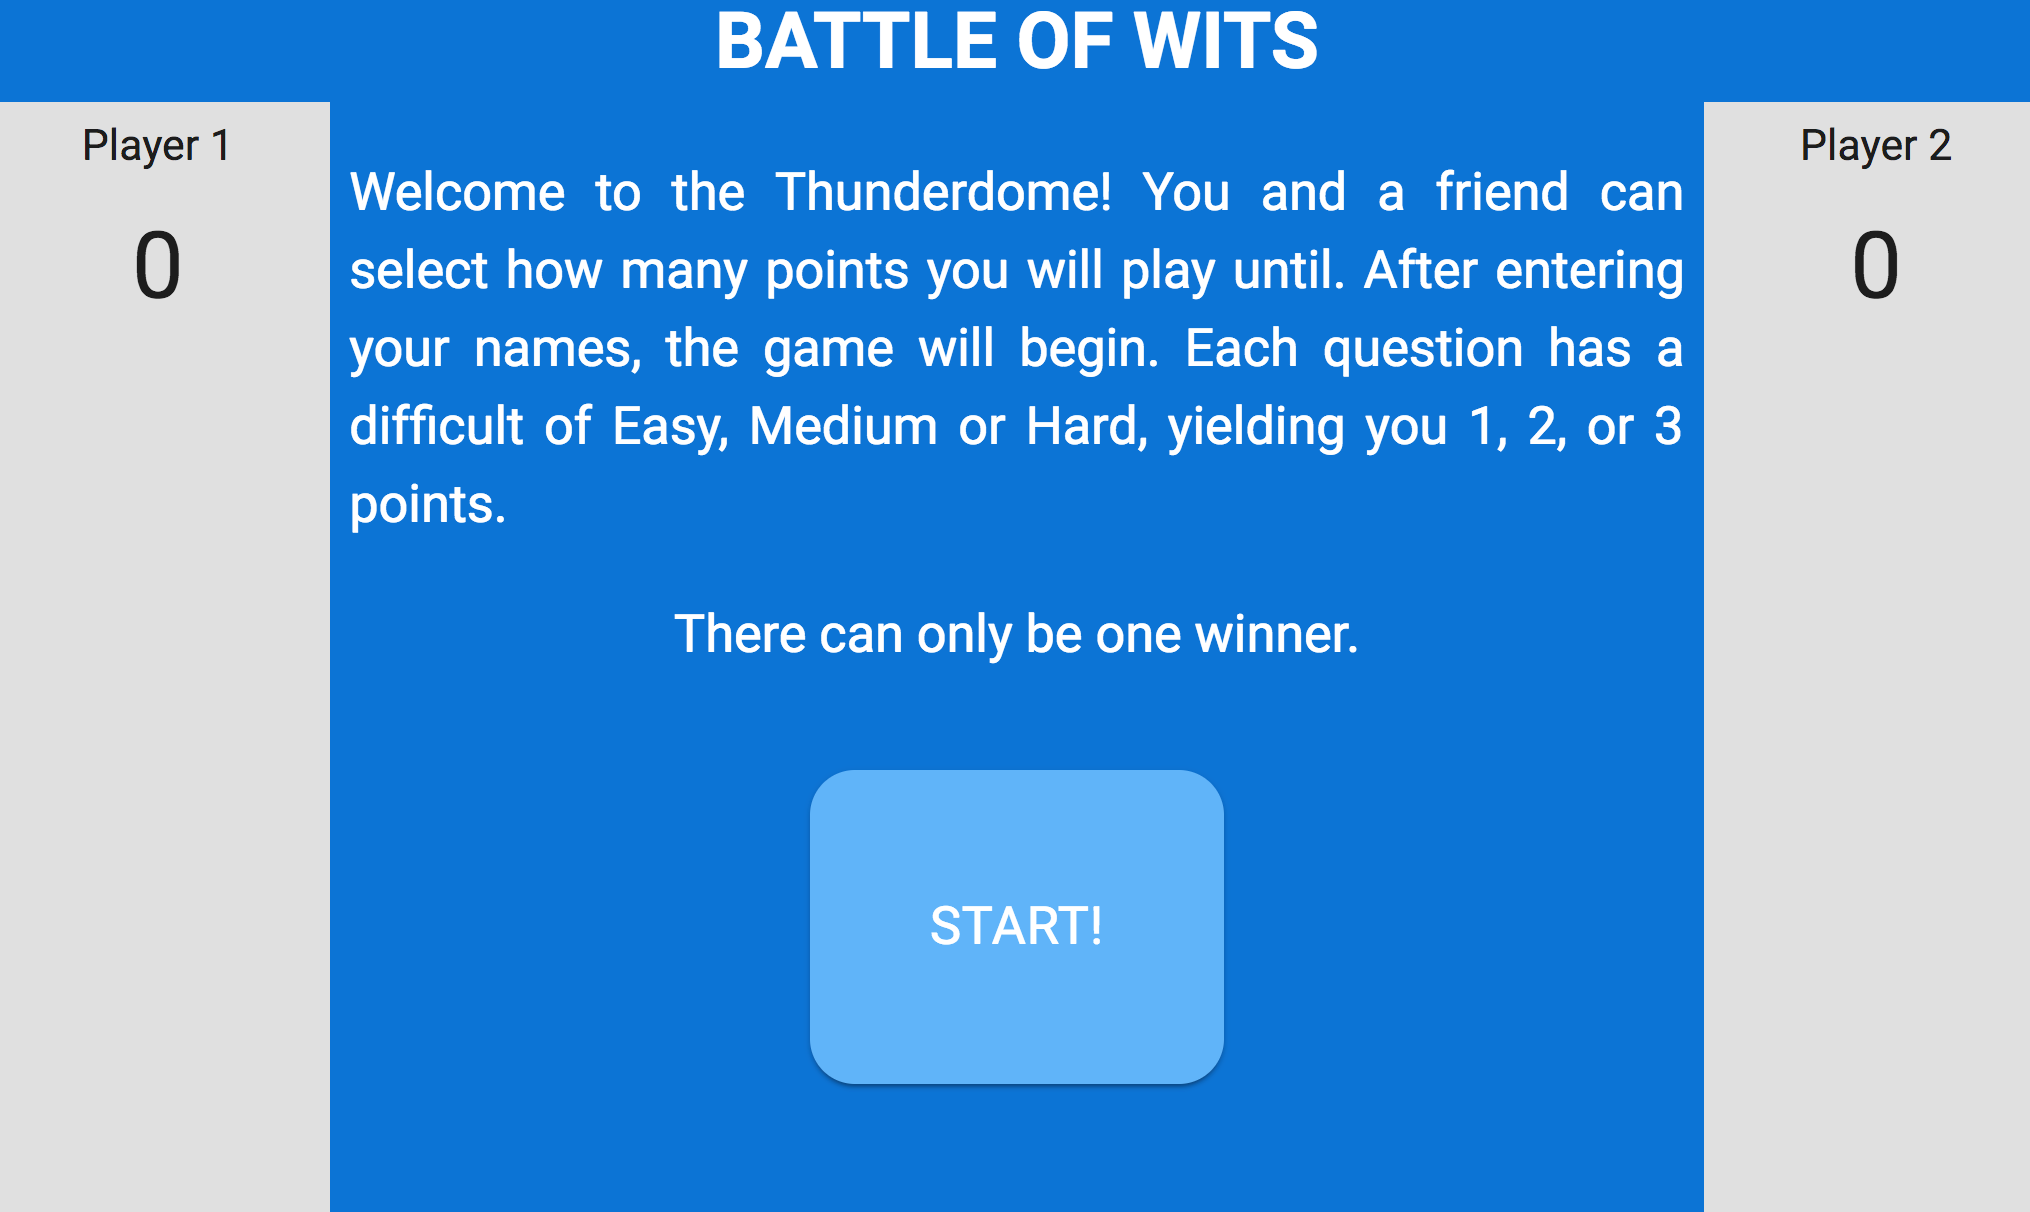 BATTLE OF WITS
Player 1
0
Welcome to the Thunderdome! You and a friend can
select how many points you will play until. After entering
your names, the game will begin. Each question has a
difficult of Easy, Medium or Hard, yielding you 1, 2, or 3
points.
There can only be one winner.
START!
Player 2
0